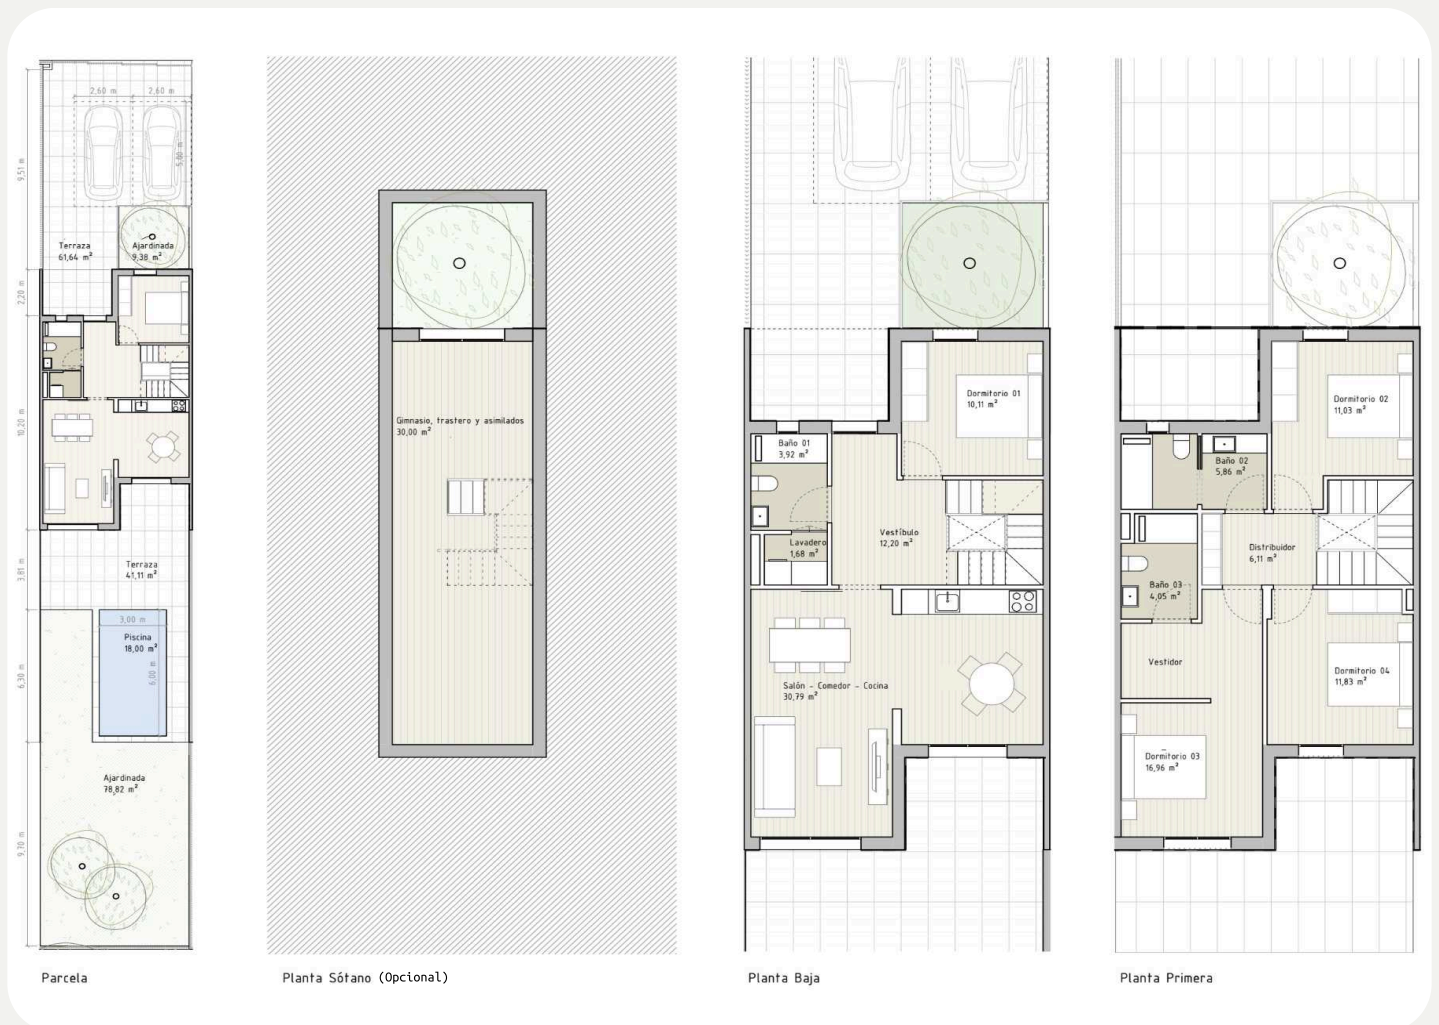 2,60 m
2,60 m
5,00 m
9,51 m
Terraza
61,64 m²
Ajardinada
9,38 m²
2,20 m
10,20 m
3,81 m
Terraza
41,11 m²
3,00 m
Piscina
18,00 m²
6,00 m
6,30 m
Ajardinada
78,82 m²
9,70 m
Parcela
Gimnasio, trastero y asimilados
30,00 m²
Planta Sótano (Opcional)
Dormitorio 01
10,11 m²
Baño 01
3,92 m²
Lavadero
1,68 m²
Vestíbulo
12,20 m²
Salón - Comedor - Cocina
30,79 m²
Planta Baja
Dormitorio 02
11,03 m²
Baño 02
5,86 m²
Distribuidor
6,11 m²
Baño 03
4,05 m²
Vestidor
Dormitorio 04
11,83 m²
Dormitorio 03
16,96 m²
Planta Primera